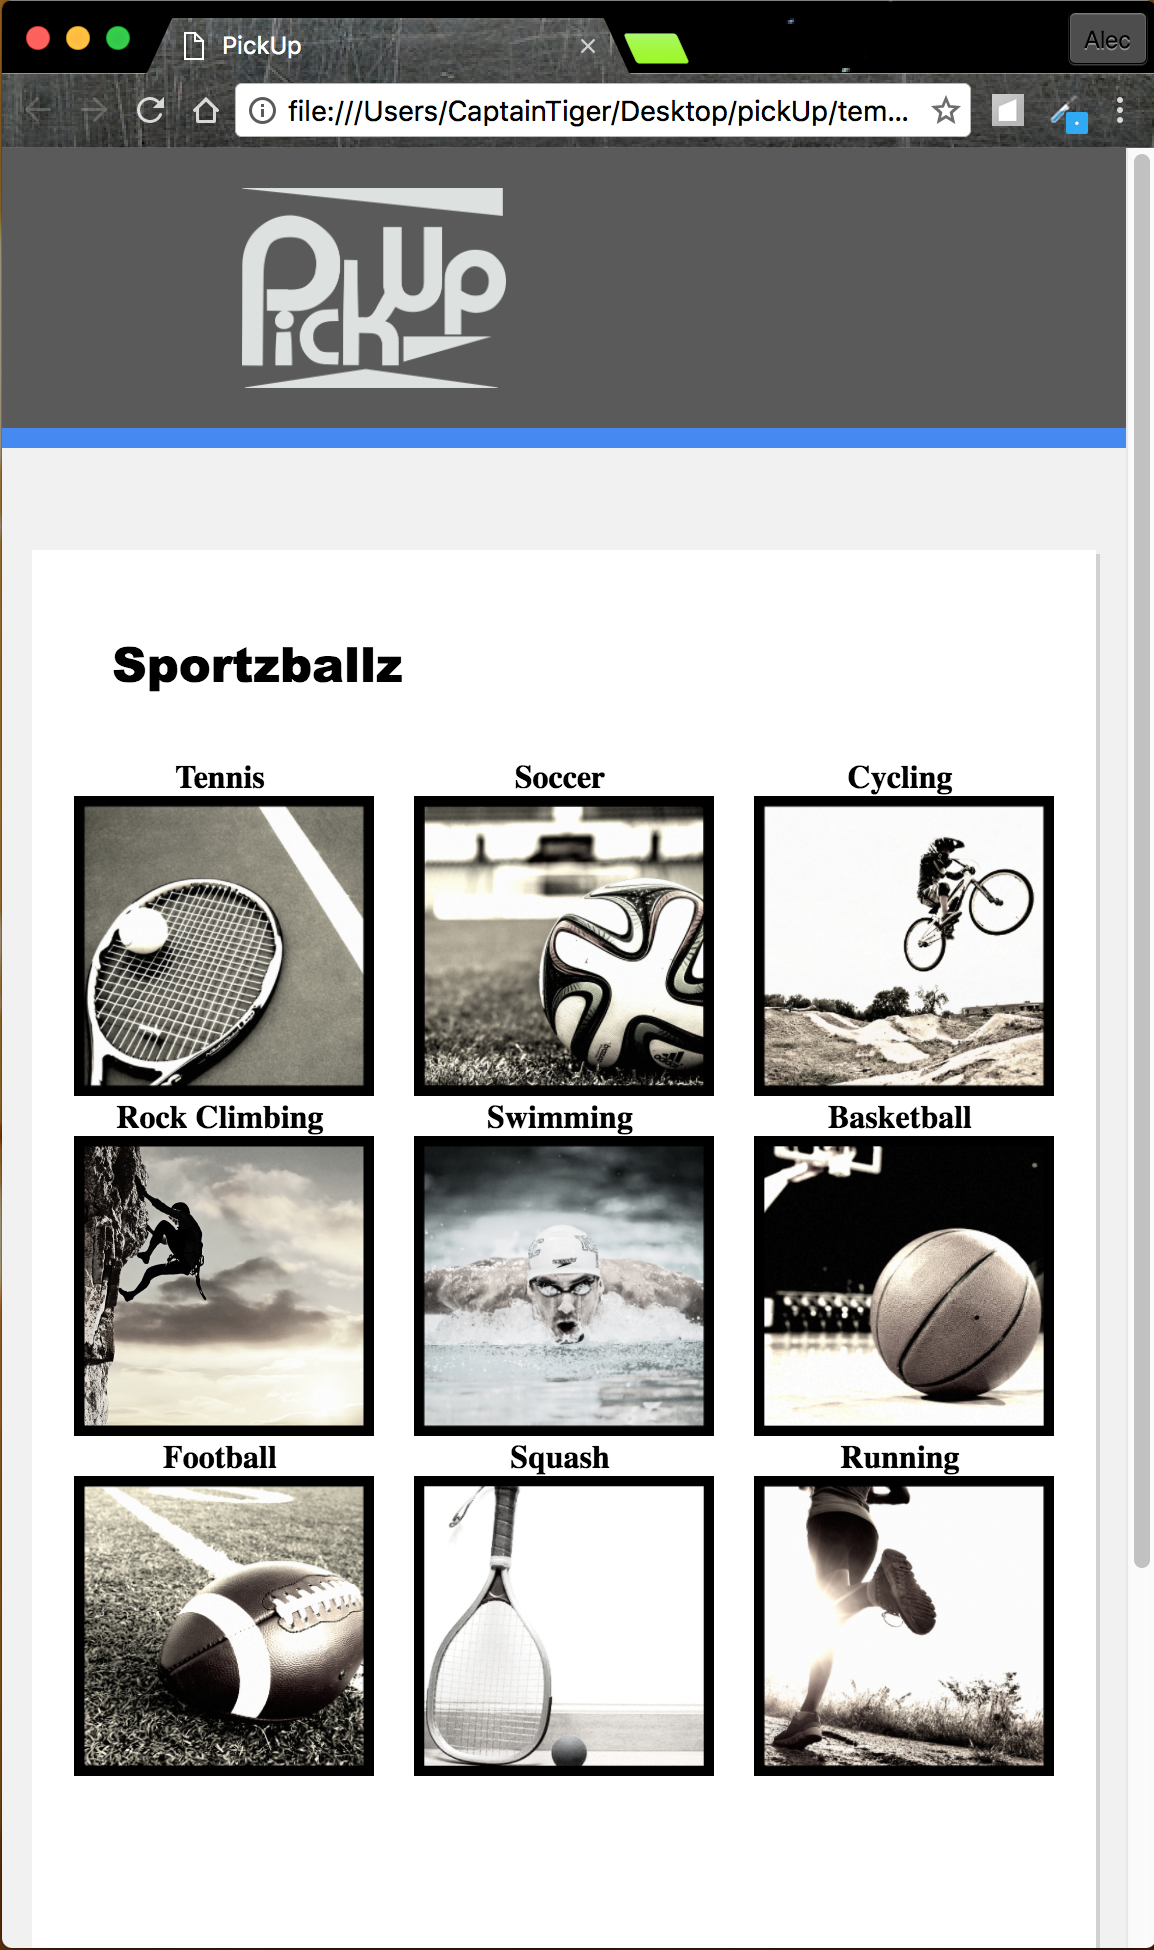 PickUp
Alec
file:///Users/CaptainTiger/Desktop/pickUp/tem...
PickUp
Sportzballz
Tennis
Soccer
Cycling
Rock Climbing
Swimming
Basketball
Football
Squash
Running